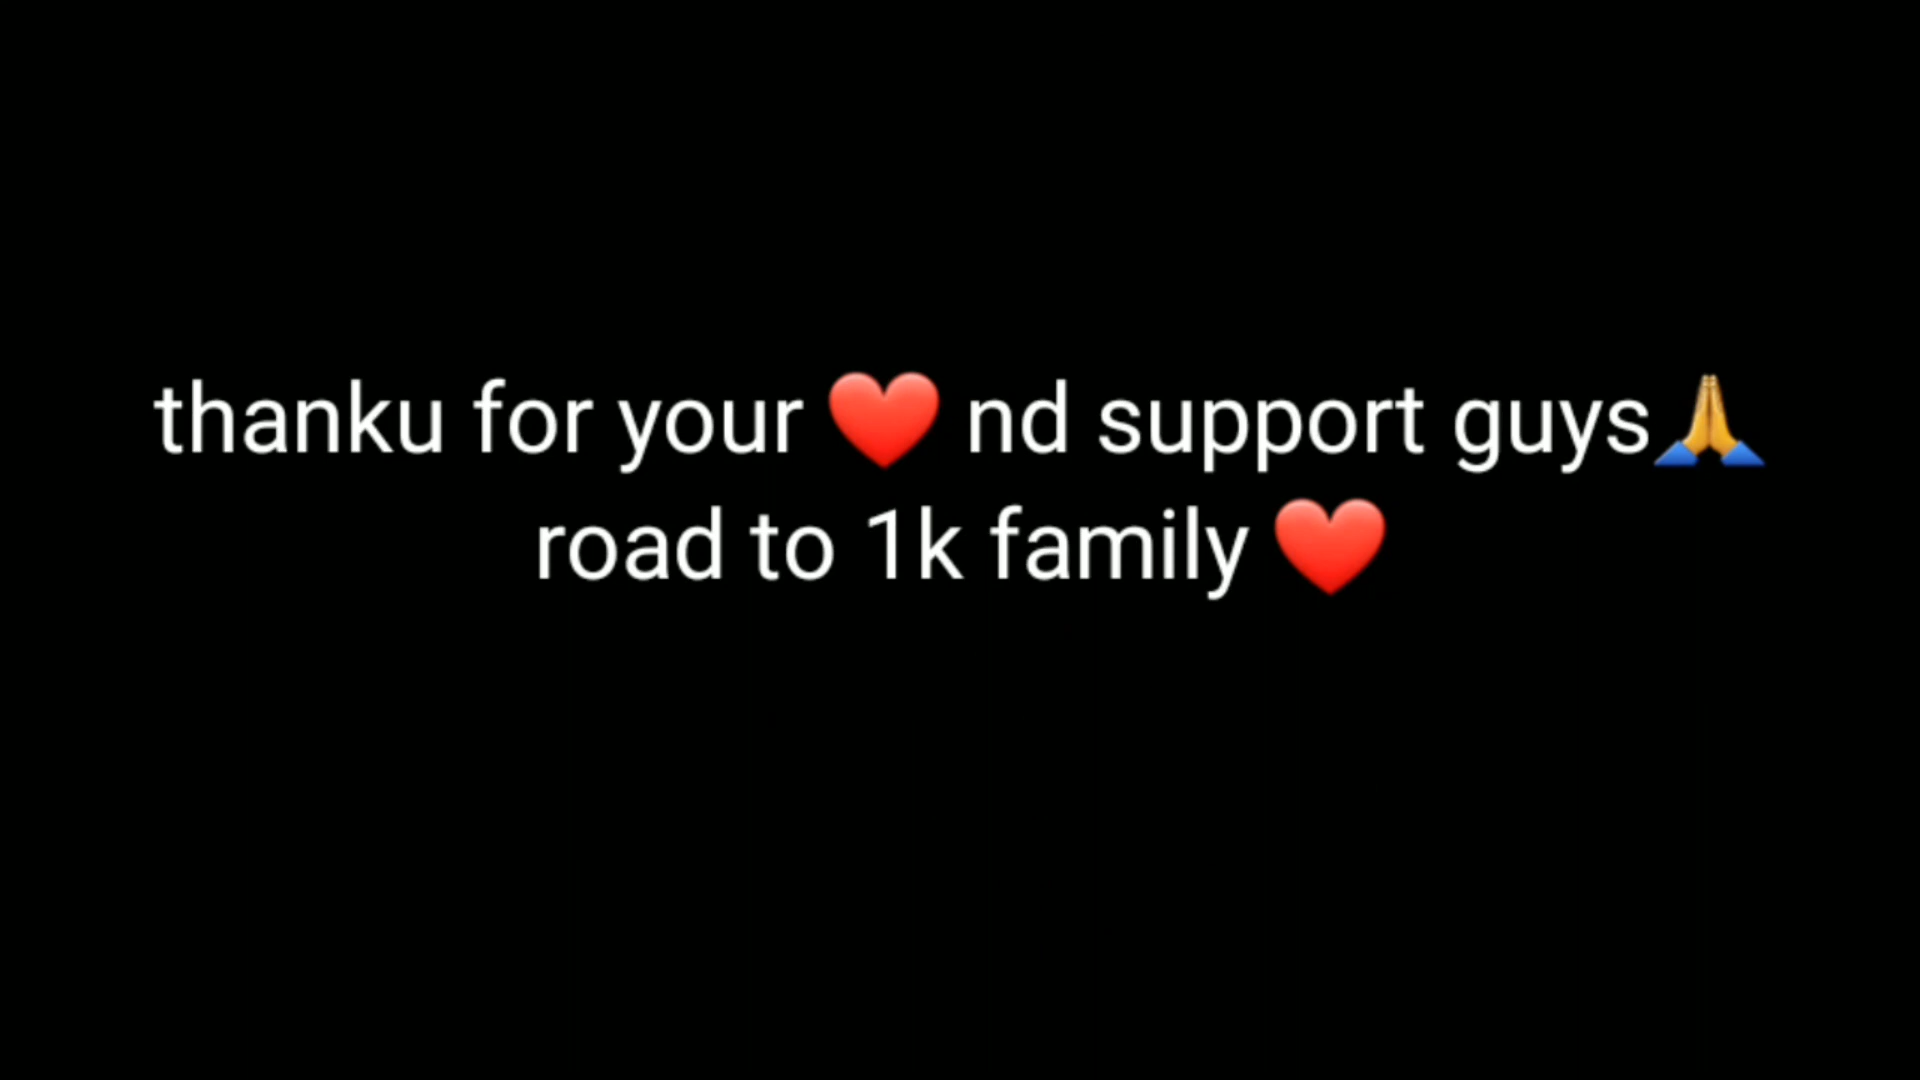 thanku for your ❤️ nd support guys🙏
road to 1k family ❤️